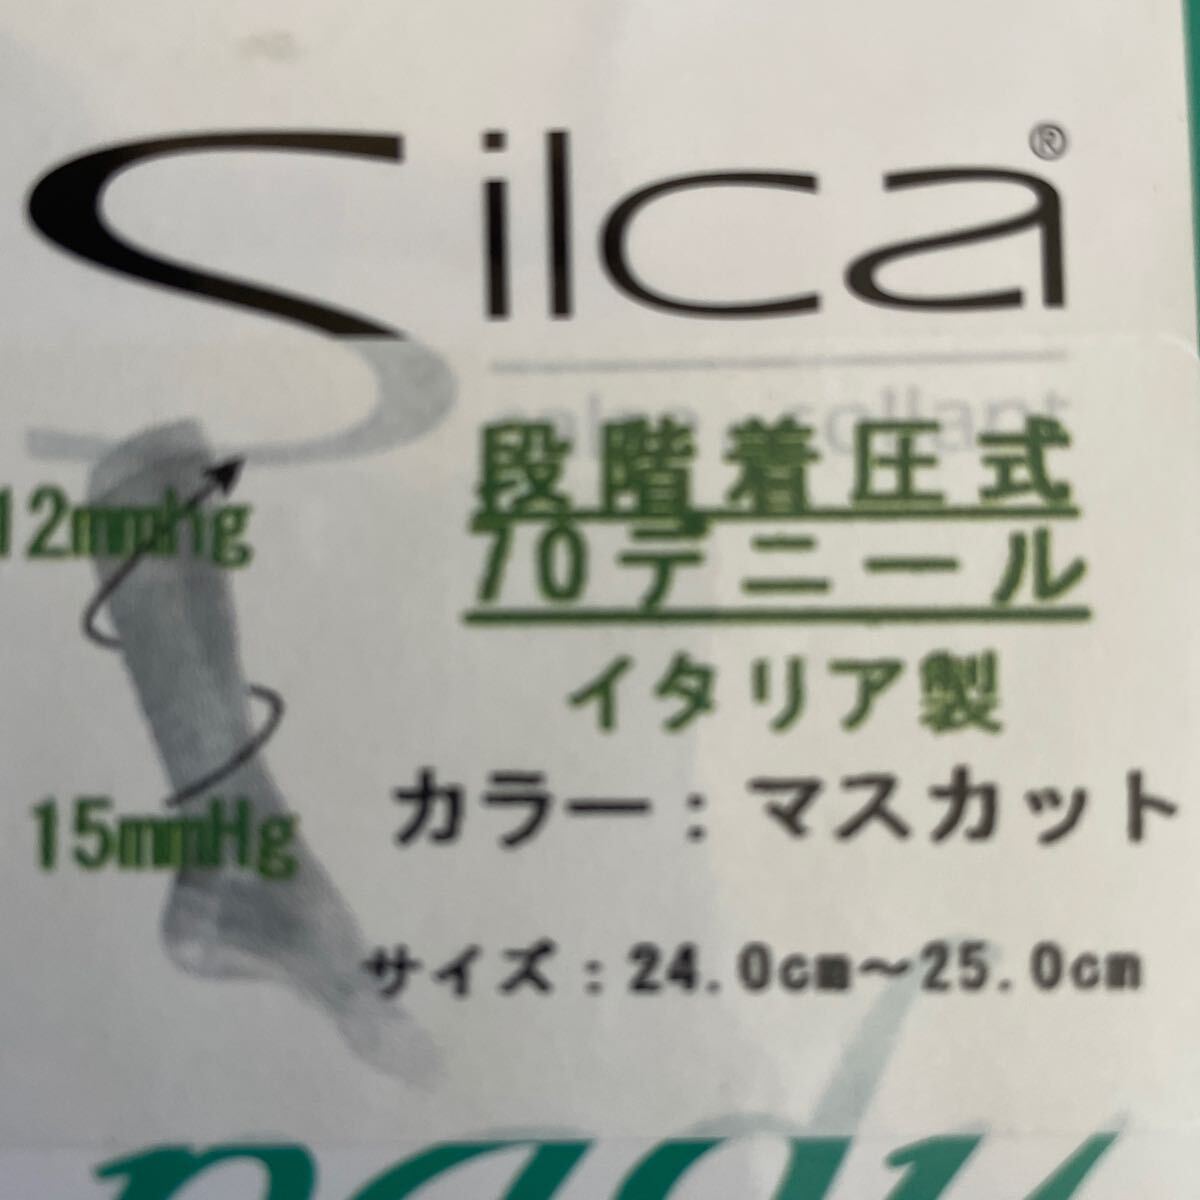 Silca®
段階着圧式
12mmHg
70デニール
イタリア製
カラー：マスカット
15mmHg
サイズ：24.0cm～25.0cm